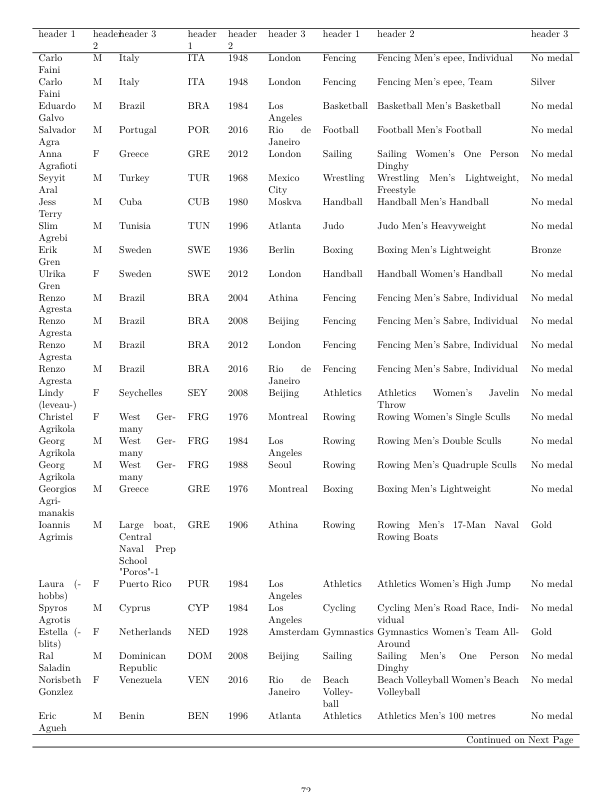 header 1 header 2 header 3 header 1 header 2 header 3 header 1 header 2 header 3
Carlo Faini M Italy ITA 1948 London Fencing Fencing Men's epee, Individual No medal
Carlo Faini M Italy ITA 1948 London Fencing Fencing Men's epee, Team Silver
Eduardo Galvo M Brazil BRA 1984 Los Angeles Basketball Basketball Men's Basketball No medal
Salvador Agra M Portugal POR 2016 Rio de Janeiro Football Football Men's Football No medal
Anna Agrafioti F Greece GRE 2012 London Sailing Sailing Women's One Person Dinghy No medal
Seyyit Aral M Turkey TUR 1968 Mexico City Wrestling Wrestling Men's Lightweight, Freestyle No medal
Jess Terry M Cuba CUB 1980 Moskva Handball Handball Men's Handball No medal
Slim Agrebi M Tunisia TUN 1996 Atlanta Judo Judo Men's Heavyweight No medal
Erik Gren M Sweden SWE 1936 Berlin Boxing Boxing Men's Lightweight Bronze
Ulrika Gren F Sweden SWE 2012 London Handball Handball Women's Handball No medal
Renzo Agresta M Brazil BRA 2004 Athina Fencing Fencing Men's Sabre, Individual No medal
Renzo Agresta M Brazil BRA 2008 Beijing Fencing Fencing Men's Sabre, Individual No medal
Renzo Agresta M Brazil BRA 2012 London Fencing Fencing Men's Sabre, Individual No medal
Renzo Agresta M Brazil BRA 2016 Rio de Janeiro Fencing Fencing Men's Sabre, Individual No medal
Lindy (leveau-) F Seychelles SEY 2008 Beijing Athletics Athletics Women's Javelin Throw No medal
Christel Agrikola F West Germany FRG 1976 Montreal Rowing Rowing Women's Single Sculls No medal
Georg Agrikola M West Germany FRG 1984 Los Angeles Rowing Rowing Men's Double Sculls No medal
Georg Agrikola M West Germany FRG 1988 Seoul Rowing Rowing Men's Quadruple Sculls No medal
Georgios Agrimanakis M Greece GRE 1976 Montreal Boxing Boxing Men's Lightweight No medal
Ioannis Agrimis M Large boat, Central Naval Prep School "Poros"-1 GRE 1906 Athina Rowing Rowing Men's 17-Man Naval Rowing Boats Gold
Laura (-hobbs) F Puerto Rico PUR 1984 Los Angeles Athletics Athletics Women's High Jump No medal
Spyros Agrotis M Cyprus CYP 1984 Los Angeles Cycling Cycling Men's Road Race, Individual No medal
Estella (-blits) F Netherlands NED 1928 Amsterdam Gymnastics Gymnastics Women's Team All-Around Gold
Ral Saladin M Dominican Republic DOM 2008 Beijing Sailing Sailing Men's One Person Dinghy No medal
Norisbeth Gonzlez F Venezuela VEN 2016 Rio de Janeiro Beach Volleyball Beach Volleyball Women's Beach Volleyball No medal
Eric Agueh M Benin BEN 1996 Atlanta Athletics Athletics Men's 100 metres No medal
Continued on Next Page